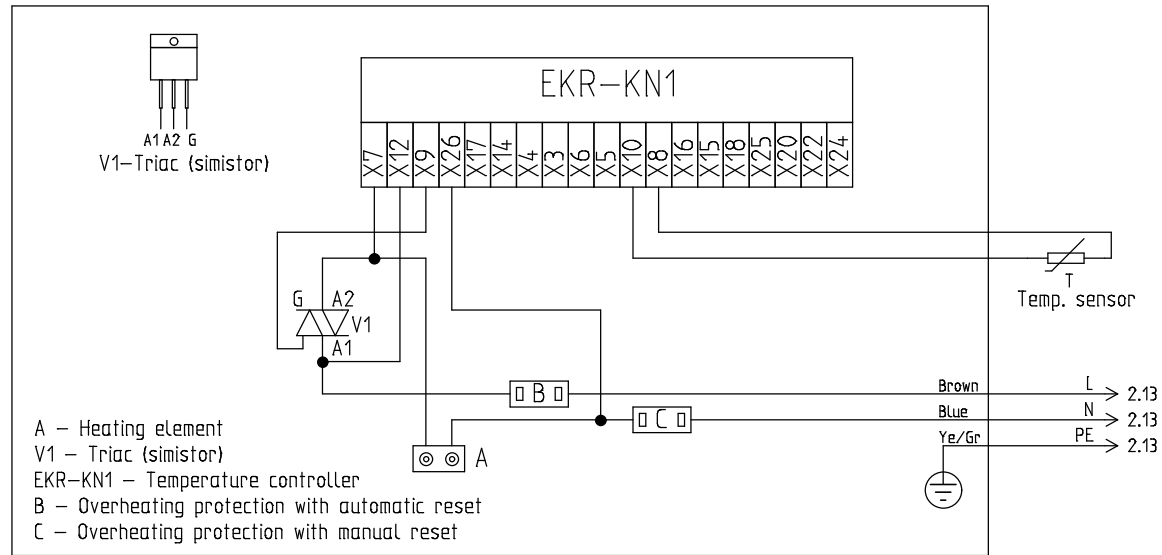 EKR-KN1
A1 A2 G
V1-Triac (simistor)
X7 X12 X9 X26 X17 X14 X4 X3 X6 X5 X10 X8 X16 X15 X18 X25 X20 X22 X24
T
Temp. sensor
G A2
V1
A1
B
Brown L 2.13
C
Blue N 2.13
Ye/Gr PE 2.13
A
A - Heating element
V1 - Triac (simistor)
EKR-KN1 - Temperature controller
B - Overheating protection with automatic reset
C - Overheating protection with manual reset